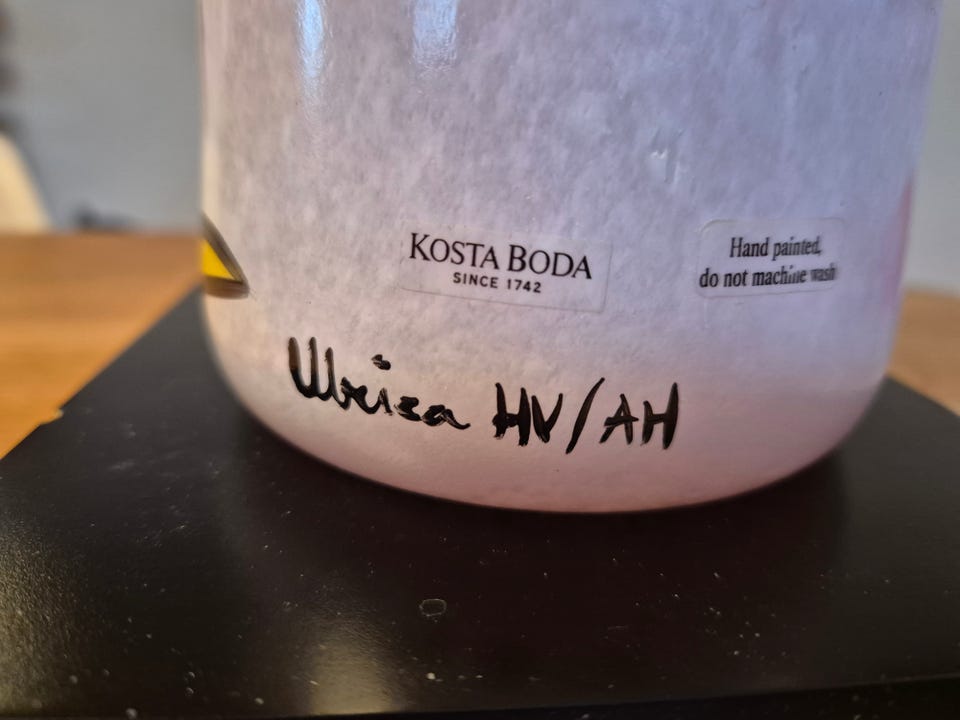 KOSTA BODA
SINCE 1742
Hand painted,
do not machine wash
Ulrica HV/AH